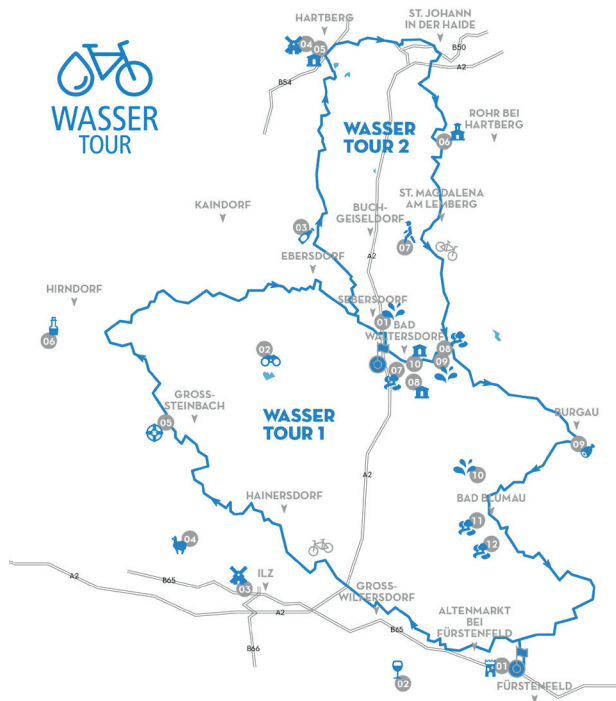 HARTBERG
ST. JOHANN
IN DER HAIDE
04
05
B50
A2
B54
WASSER
TOUR
WASSER
TOUR 2
ROHR BEI
HARTBERG
06
KAINDORF
ST. MAGDALENA
AM LEMBERG
BUCH-
GEISELDORF
03
07
EBERSDORF
A2
HIRNDORF
SEBERSDORF
01
BAD
WALTERSDORF
06
02
08
09
10
07
08
GROSS-
STEINBACH
WASSER
TOUR 1
05
BURGAU
09
A2
10
HAINERSDORF
BAD BLUMAU
11
04
12
B65
ILZ
A2
03
GROSS-
WILFERSDORF
A2
ALTENMARKT
BEI
FÜRSTENFELD
B65
B66
01
02
FÜRSTENFELD